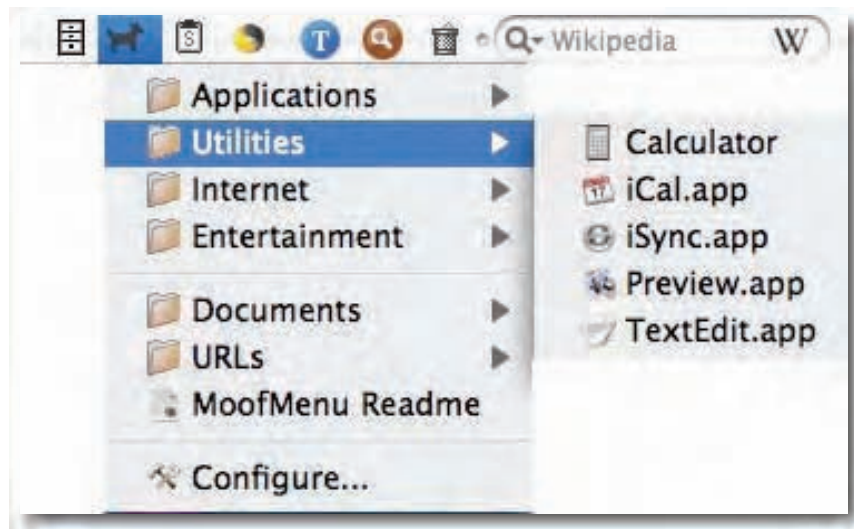 S T Wikipedia W
Applications
Utilities
Internet
Entertainment
Documents
URLs
MoofMenu Readme
Configure...
Calculator
17 iCal.app
iSync.app
Preview.app
TextEdit.app